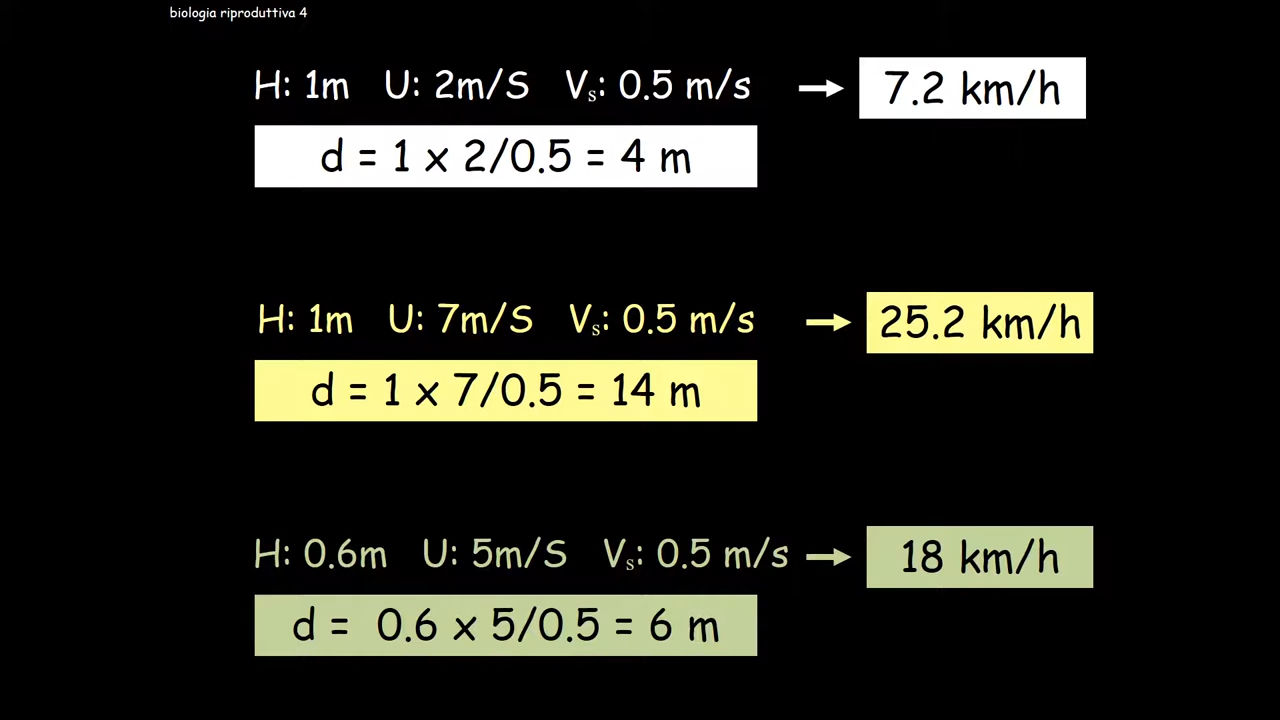 biologia riproduttiva 4
H: 1m U: 2m/S Vs: 0.5 m/s → 7.2 km/h
d = 1 x 2/0.5 = 4 m
H: 1m U: 7m/S Vs: 0.5 m/s → 25.2 km/h
d = 1 x 7/0.5 = 14 m
H: 0.6m U: 5m/S Vs: 0.5 m/s → 18 km/h
d = 0.6 x 5/0.5 = 6 m